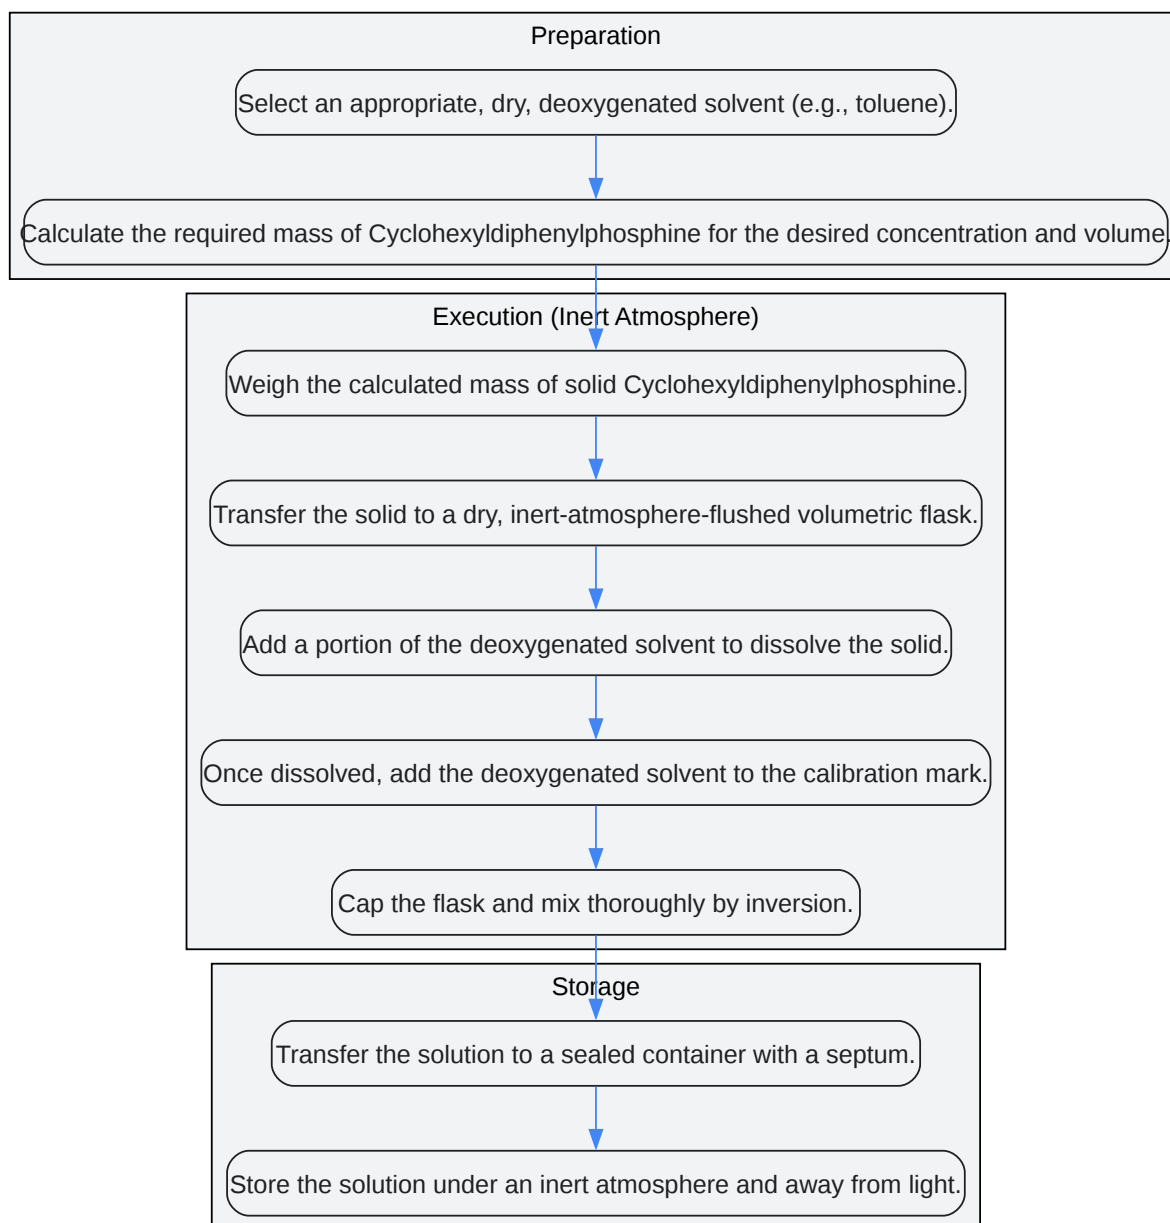 Preparation
Select an appropriate, dry, deoxygenated solvent (e.g., toluene).
Calculate the required mass of Cyclohexyldiphenylphosphine for the desired concentration and volume.
Execution (Inert Atmosphere)
Weigh the calculated mass of solid Cyclohexyldiphenylphosphine.
Transfer the solid to a dry, inert-atmosphere-flushed volumetric flask.
Add a portion of the deoxygenated solvent to dissolve the solid.
Once dissolved, add the deoxygenated solvent to the calibration mark.
Cap the flask and mix thoroughly by inversion.
Storage
Transfer the solution to a sealed container with a septum.
Store the solution under an inert atmosphere and away from light.